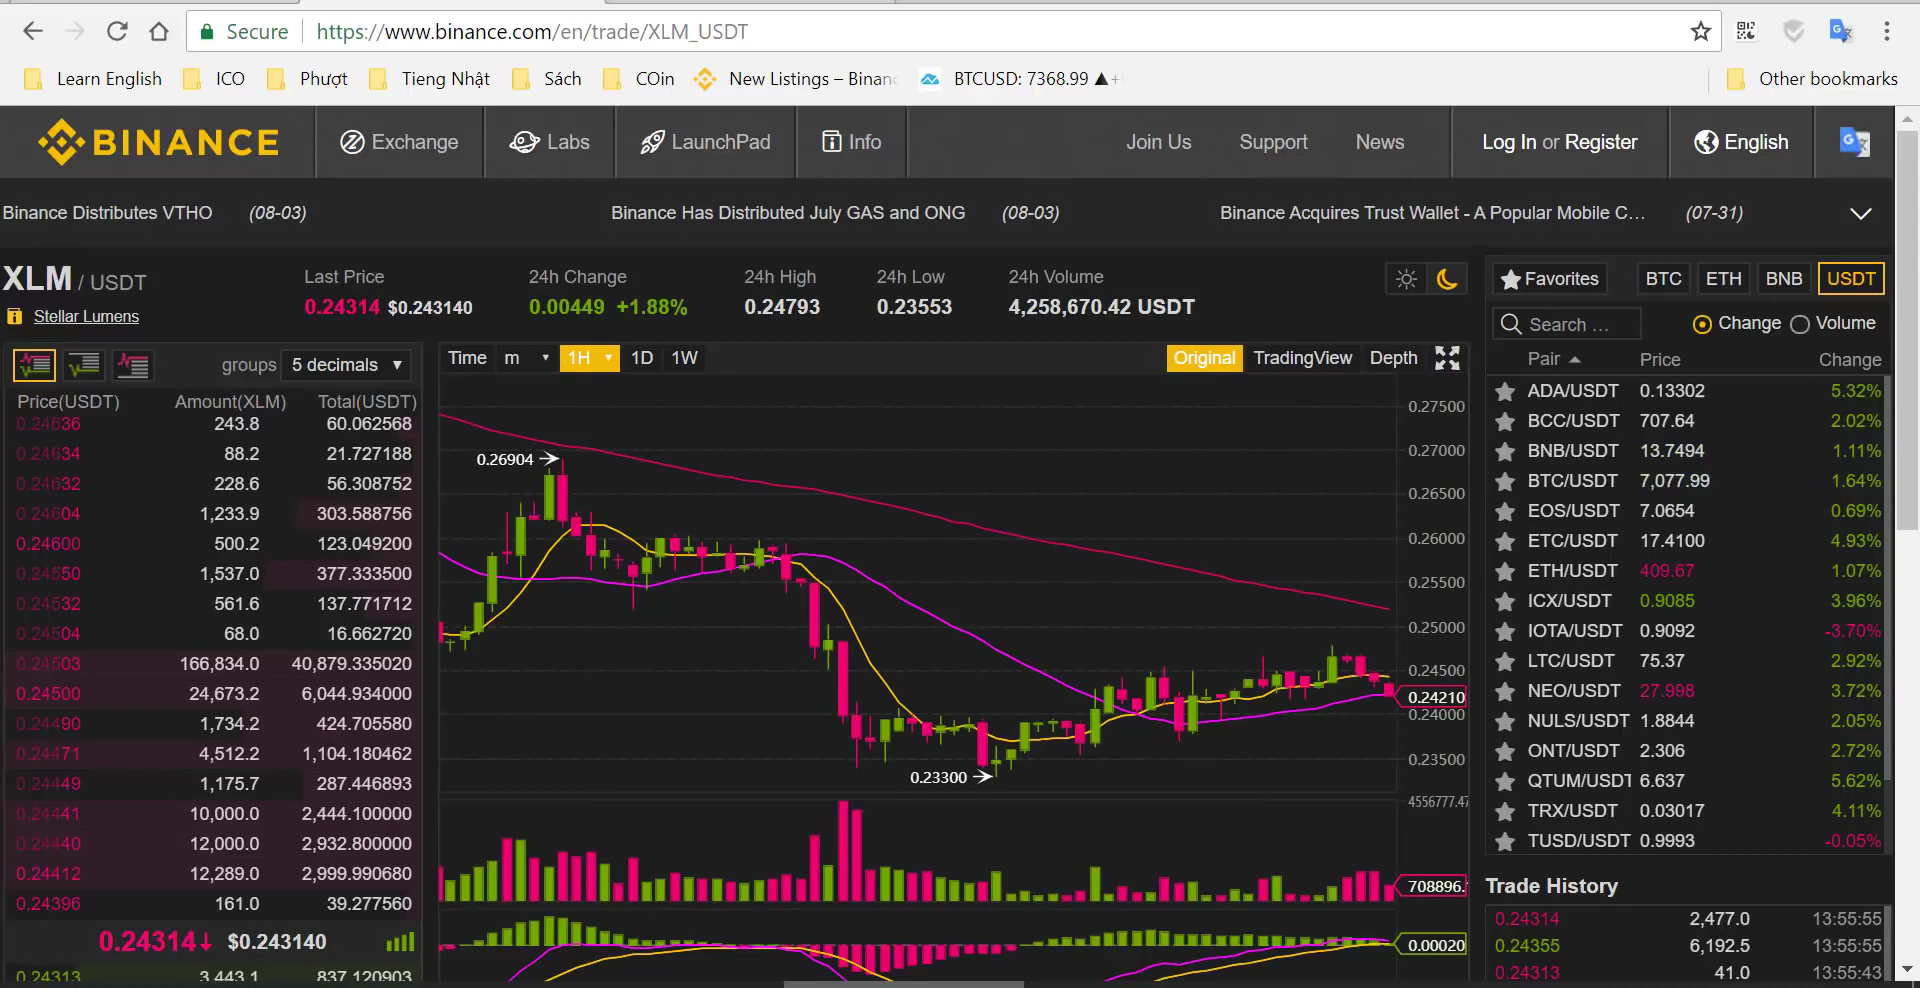 Secure https://www.binance.com/en/trade/XLM_USDT
Learn English ICO Phượt Tieng Nhật Sách COin New Listings – Binan BTCUSD: 7368.99 ▲+ Other bookmarks
BINANCE Exchange Labs LaunchPad Info Join Us Support News Log In or Register English
Binance Distributes VTHO (08-03) Binance Has Distributed July GAS and ONG (08-03) Binance Acquires Trust Wallet - A Popular Mobile C... (07-31)
XLM / USDT
Stellar Lumens
Last Price
0.24314 $0.243140
24h Change
0.00449 +1.88%
24h High
0.24793
24h Low
0.23553
24h Volume
4,258,670.42 USDT
groups 5 decimals
Price(USDT) Amount(XLM) Total(USDT)
0.24636 243.8 60.062568
0.24634 88.2 21.727188
0.24632 228.6 56.308752
0.24604 1,233.9 303.588756
0.24600 500.2 123.049200
0.24550 1,537.0 377.333500
0.24532 561.6 137.771712
0.24504 68.0 16.662720
0.24503 166,834.0 40,879.335020
0.24500 24,673.2 6,044.934000
0.24490 1,734.2 424.705580
0.24471 4,512.2 1,104.180462
0.24449 1,175.7 287.446893
0.24441 10,000.0 2,444.100000
0.24440 12,000.0 2,932.800000
0.24412 12,289.0 2,999.990680
0.24396 161.0 39.277560
0.24314↓ $0.243140
0.24313 3,443.1 837.120903
Time m 1H 1D 1W Original TradingView Depth
0.27500
0.27000
0.26904
0.26500
0.26000
0.25500
0.25000
0.24500
0.24210
0.24000
0.23500
0.23300
4556777.47
708896.
0.00020
Favorites BTC ETH BNB USDT
Search ... Change Volume
Pair Price Change
ADA/USDT 0.13302 5.32%
BCC/USDT 707.64 2.02%
BNB/USDT 13.7494 1.11%
BTC/USDT 7,077.99 1.64%
EOS/USDT 7.0654 0.69%
ETC/USDT 17.4100 4.93%
ETH/USDT 409.67 1.07%
ICX/USDT 0.9085 3.96%
IOTA/USDT 0.9092 -3.70%
LTC/USDT 75.37 2.92%
NEO/USDT 27.998 3.72%
NULS/USDT 1.8844 2.05%
ONT/USDT 2.306 2.72%
QTUM/USDT 6.637 5.62%
TRX/USDT 0.03017 4.11%
TUSD/USDT 0.9993 -0.05%
Trade History
0.24314 2,477.0 13:55:55
0.24355 6,192.5 13:55:55
0.24313 41.0 13:55:43